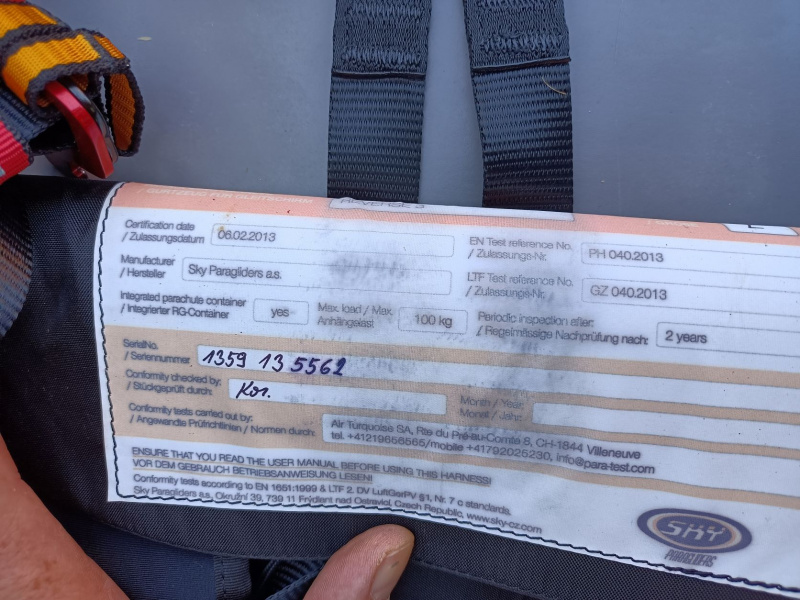 GURTZEUG FÜR GLEITSCHIRM
REVERSE 3
L
Certification date
/ Zulassungsdatum
06.02.2013
Manufacturer
/ Hersteller
Sky Paragliders a.s.
Integrated parachute container
/ Integrierter RG-Container
yes
Max. load / Max.
Anhängelast
100 kg
EN Test reference No.
/ Zulassungs-Nr.
PH 040.2013
LTF Test reference No.
/ Zulassungs-Nr.
GZ 040.2013
Periodic inspection after:
/ Regelmässige Nachprüfung nach:
2 years
SerialNo.
/ Seriennummer
1359 13 5562
Conformity checked by:
/ Stückgeprüft durch:
Kor.
Month / Year:
Monat / Jahr:
Conformity tests carried out by:
/ Angewandte Prüfrichtlinien / Normen durch:
Air Turquoise SA, Rte du Pré-au-Comte 8, CH-1844 Villeneuve
tel. +41219656565/mobile +41792025230, info@para-test.com
ENSURE THAT YOU READ THE USER MANUAL BEFORE USING THIS HARNESS!
VOR DEM GEBRAUCH BETRIEBSANWEISUNG LESEN!
Conformity tests according to EN 1651:1999 & LTF 2. DV LuftGerPV §1, Nr. 7 c standards.
Sky Paragliders a.s., Okružní 39, 739 11 Frýdlant nad Ostravicí, Czech Republic, www.sky-cz.com
SKY
PARAGLIDERS